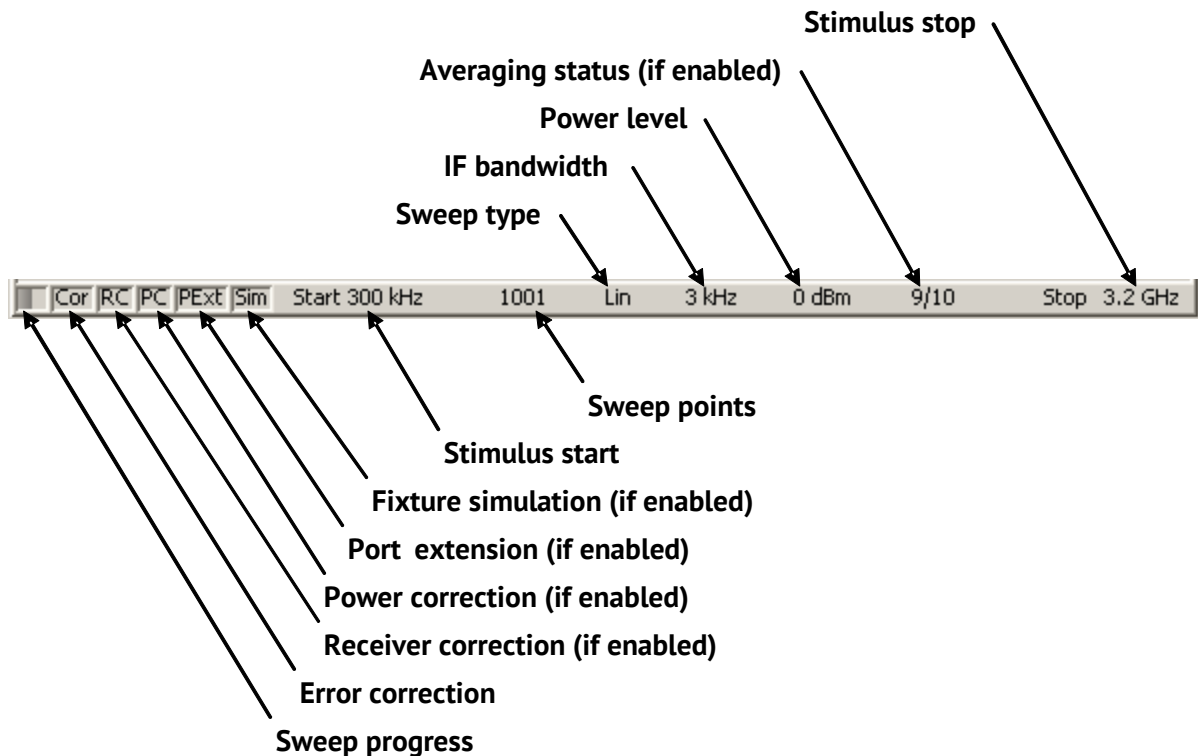 Stimulus stop
Averaging status (if enabled)
Power level
IF bandwidth
Sweep type
Cor RC PC PExt Sim Start 300 kHz 1001 Lin 3 kHz 0 dBm 9/10 Stop 3.2 GHz
Sweep points
Stimulus start
Fixture simulation (if enabled)
Port extension (if enabled)
Power correction (if enabled)
Receiver correction (if enabled)
Error correction
Sweep progress